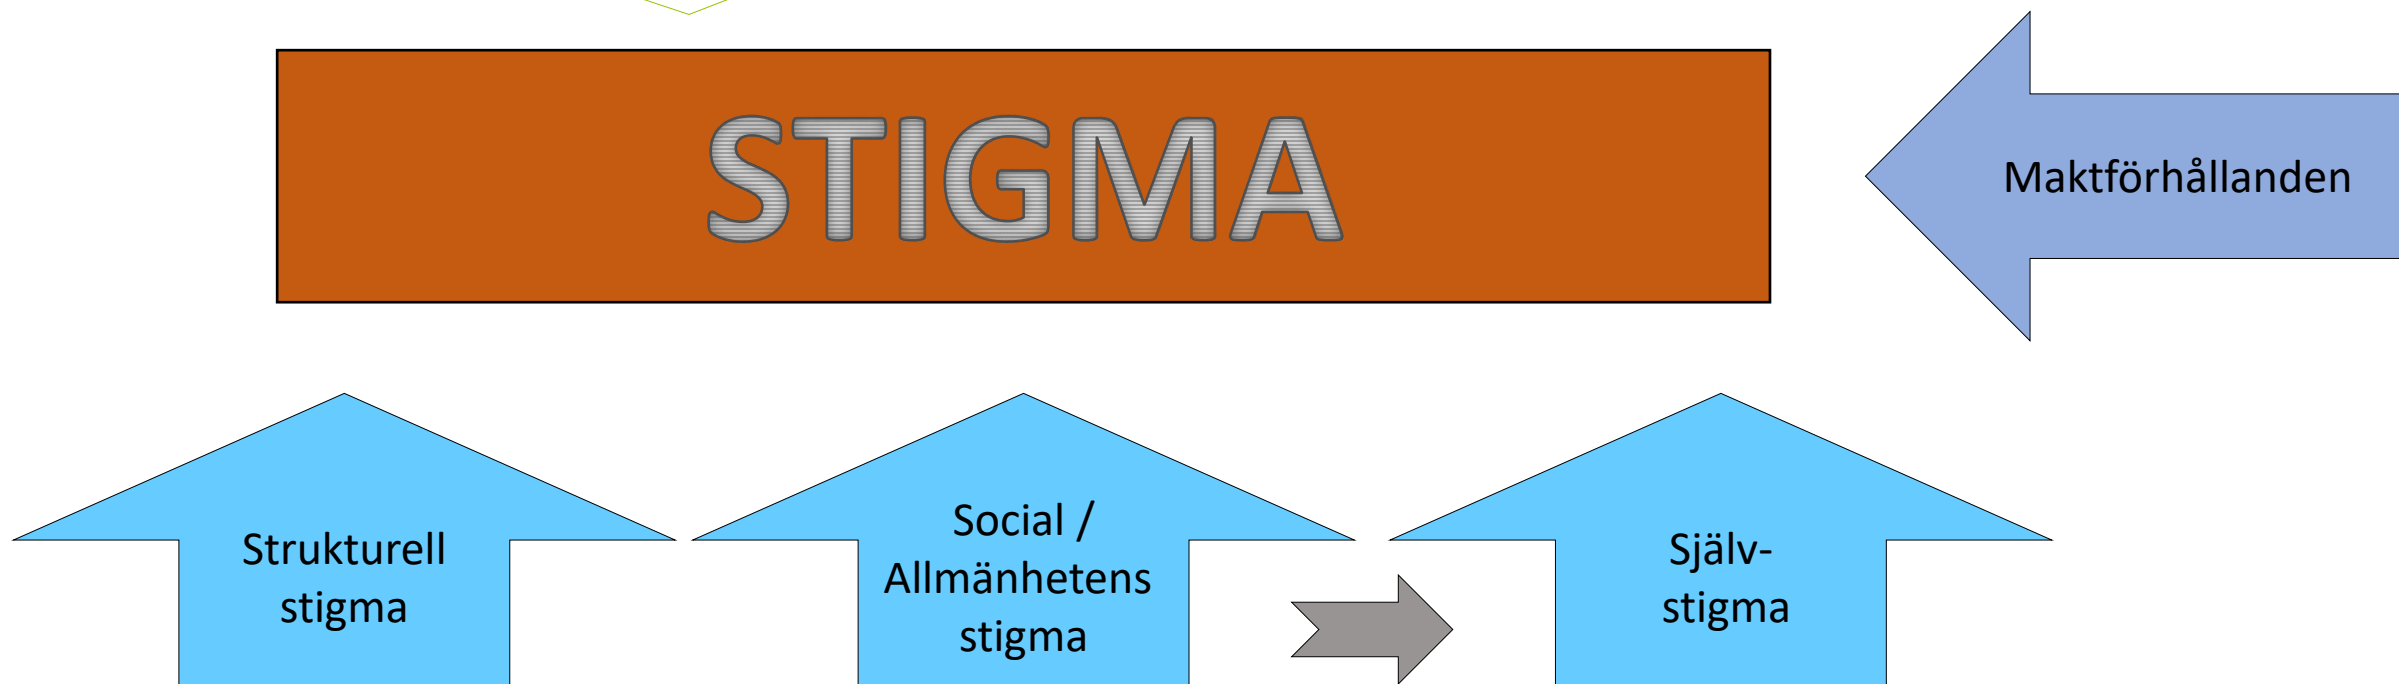 STIGMA
Maktförhållanden
Strukturell
stigma
Social /
Allmänhetens
stigma
Själv-
stigma